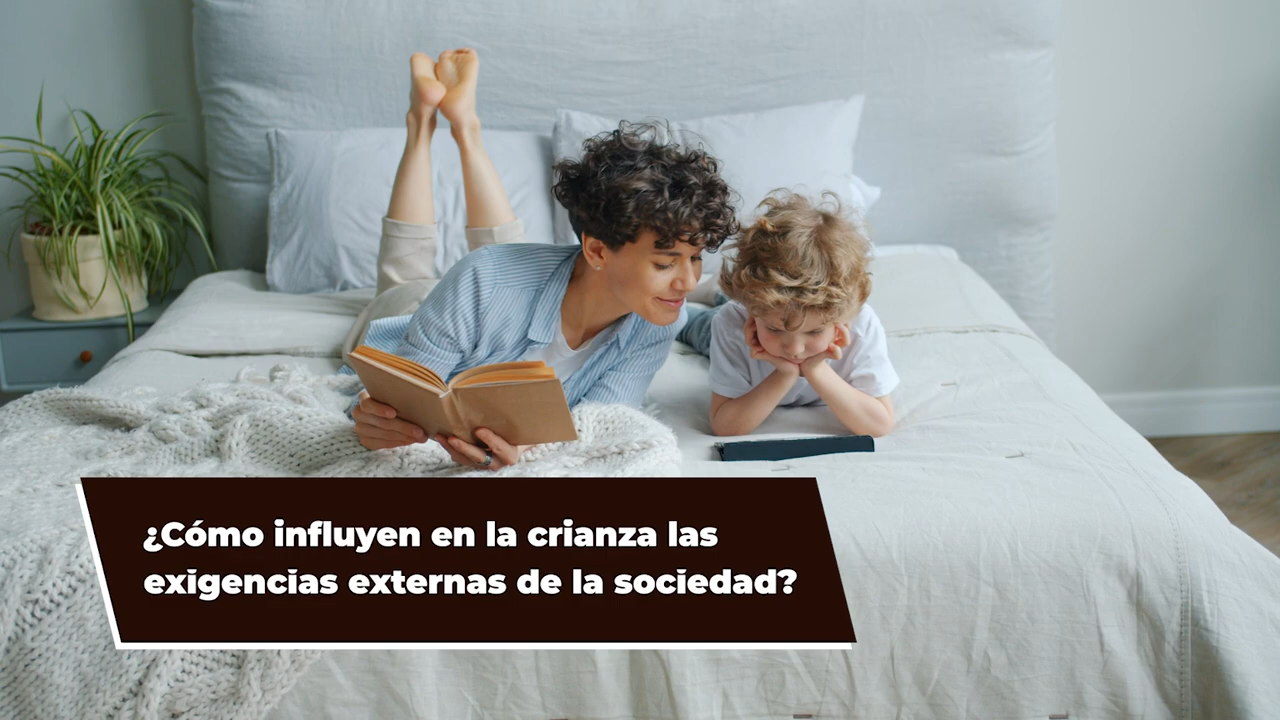 ¿Cómo influyen en la crianza las
exigencias externas de la sociedad?